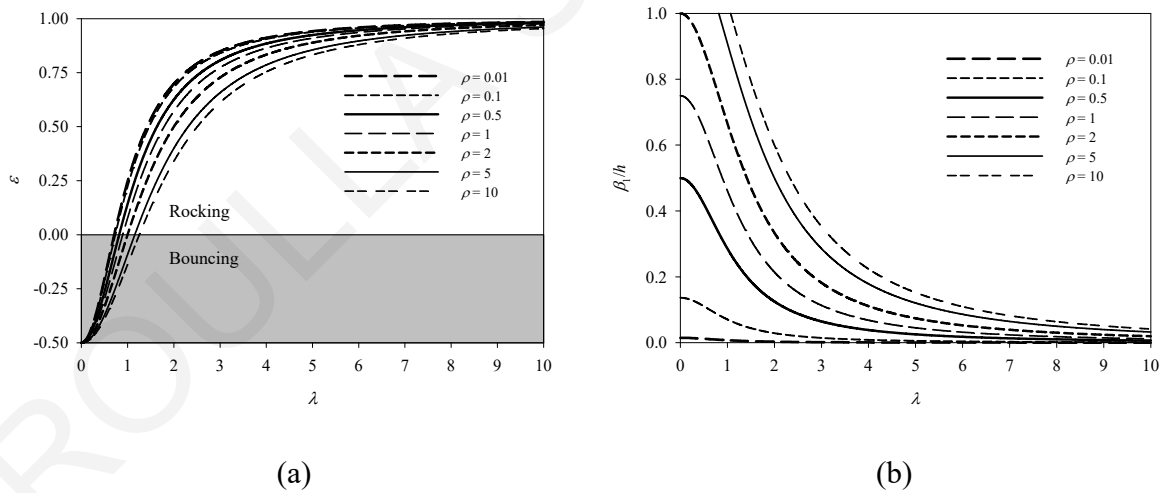 ROULLA
1.00
0.75
0.50
0.00
-0.25
-0.50
ε
0 1 2 3 4 5 6 7 8 9 10
λ
Rocking
Bouncing
ρ = 0.01
ρ = 0.1
ρ = 0.5
ρ = 1
ρ = 2
ρ = 5
ρ = 10
(a)
1.0
0.8
0.6
0.4
0.2
0.0
β₁/h
0 1 2 3 4 5 6 7 8 9 10
λ
ρ = 0.01
ρ = 0.1
ρ = 0.5
ρ = 1
ρ = 2
ρ = 5
ρ = 10
(b)